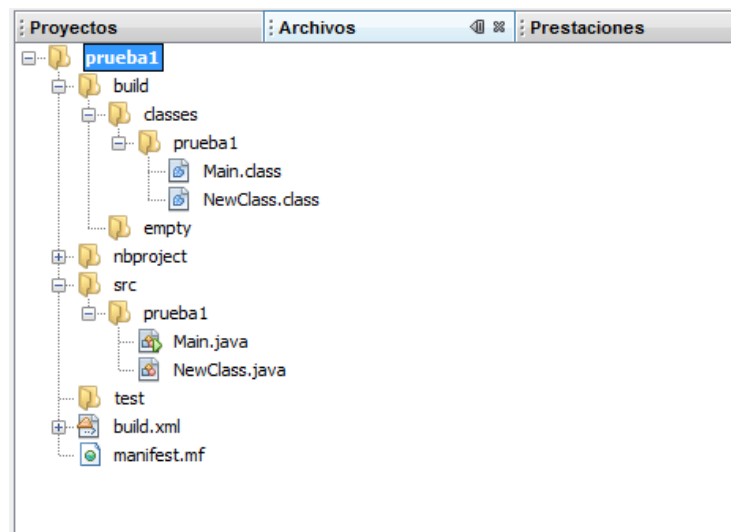 Proyectos Archivos Prestaciones
prueba1
build
classes
prueba1
Main.class
NewClass.class
empty
nbproject
src
prueba1
Main.java
NewClass.java
test
build.xml
manifest.mf